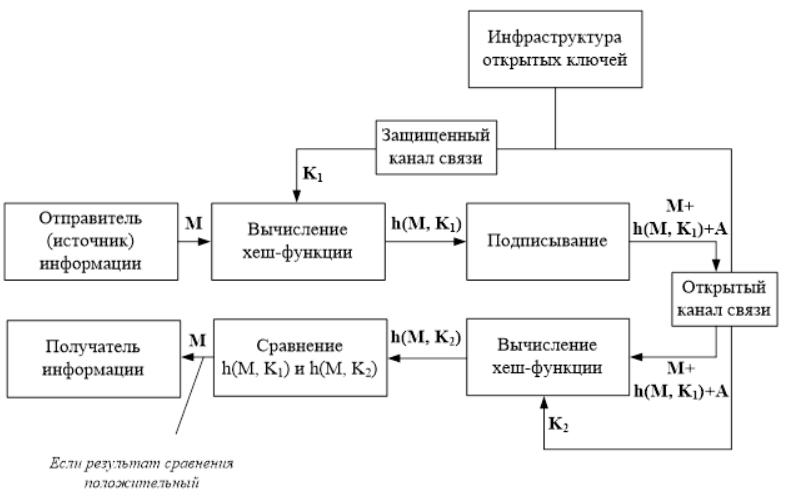 Инфраструктура
открытых ключей
Защищенный
канал связи
K1
Отправитель
(источник)
информации
M
Вычисление
хеш-функции
h(M, K1)
Подписывание
M+
h(M, K1)+A
Открытый
канал связи
Получатель
информации
M
Сравнение
h(M, K1) и h(M, K2)
h(M, K2)
Вычисление
хеш-функции
M+
h(M, K1)+A
K2
Если результат сравнения
положительный